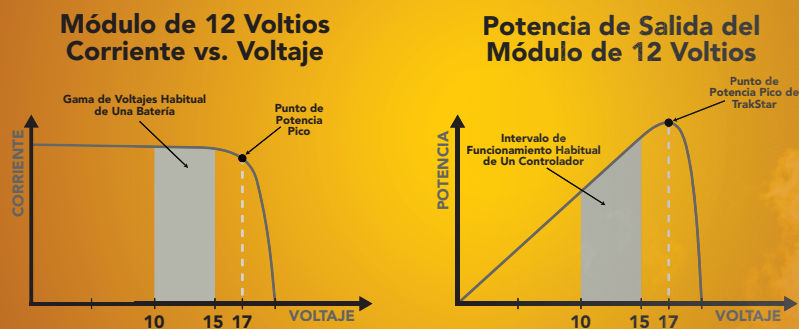 Módulo de 12 Voltios
Corriente vs. Voltaje
Gama de Voltajes Habitual
de Una Batería
Punto de
Potencia
Pico
CORRIENTE
10
15
17
VOLTAJE
Potencia de Salida del
Módulo de 12 Voltios
Punto de
Potencia Pico de
TrakStar
Intervalo de
Funcionamiento Habitual
de Un Controlador
POTENCIA
10
15
17
VOLTAJE